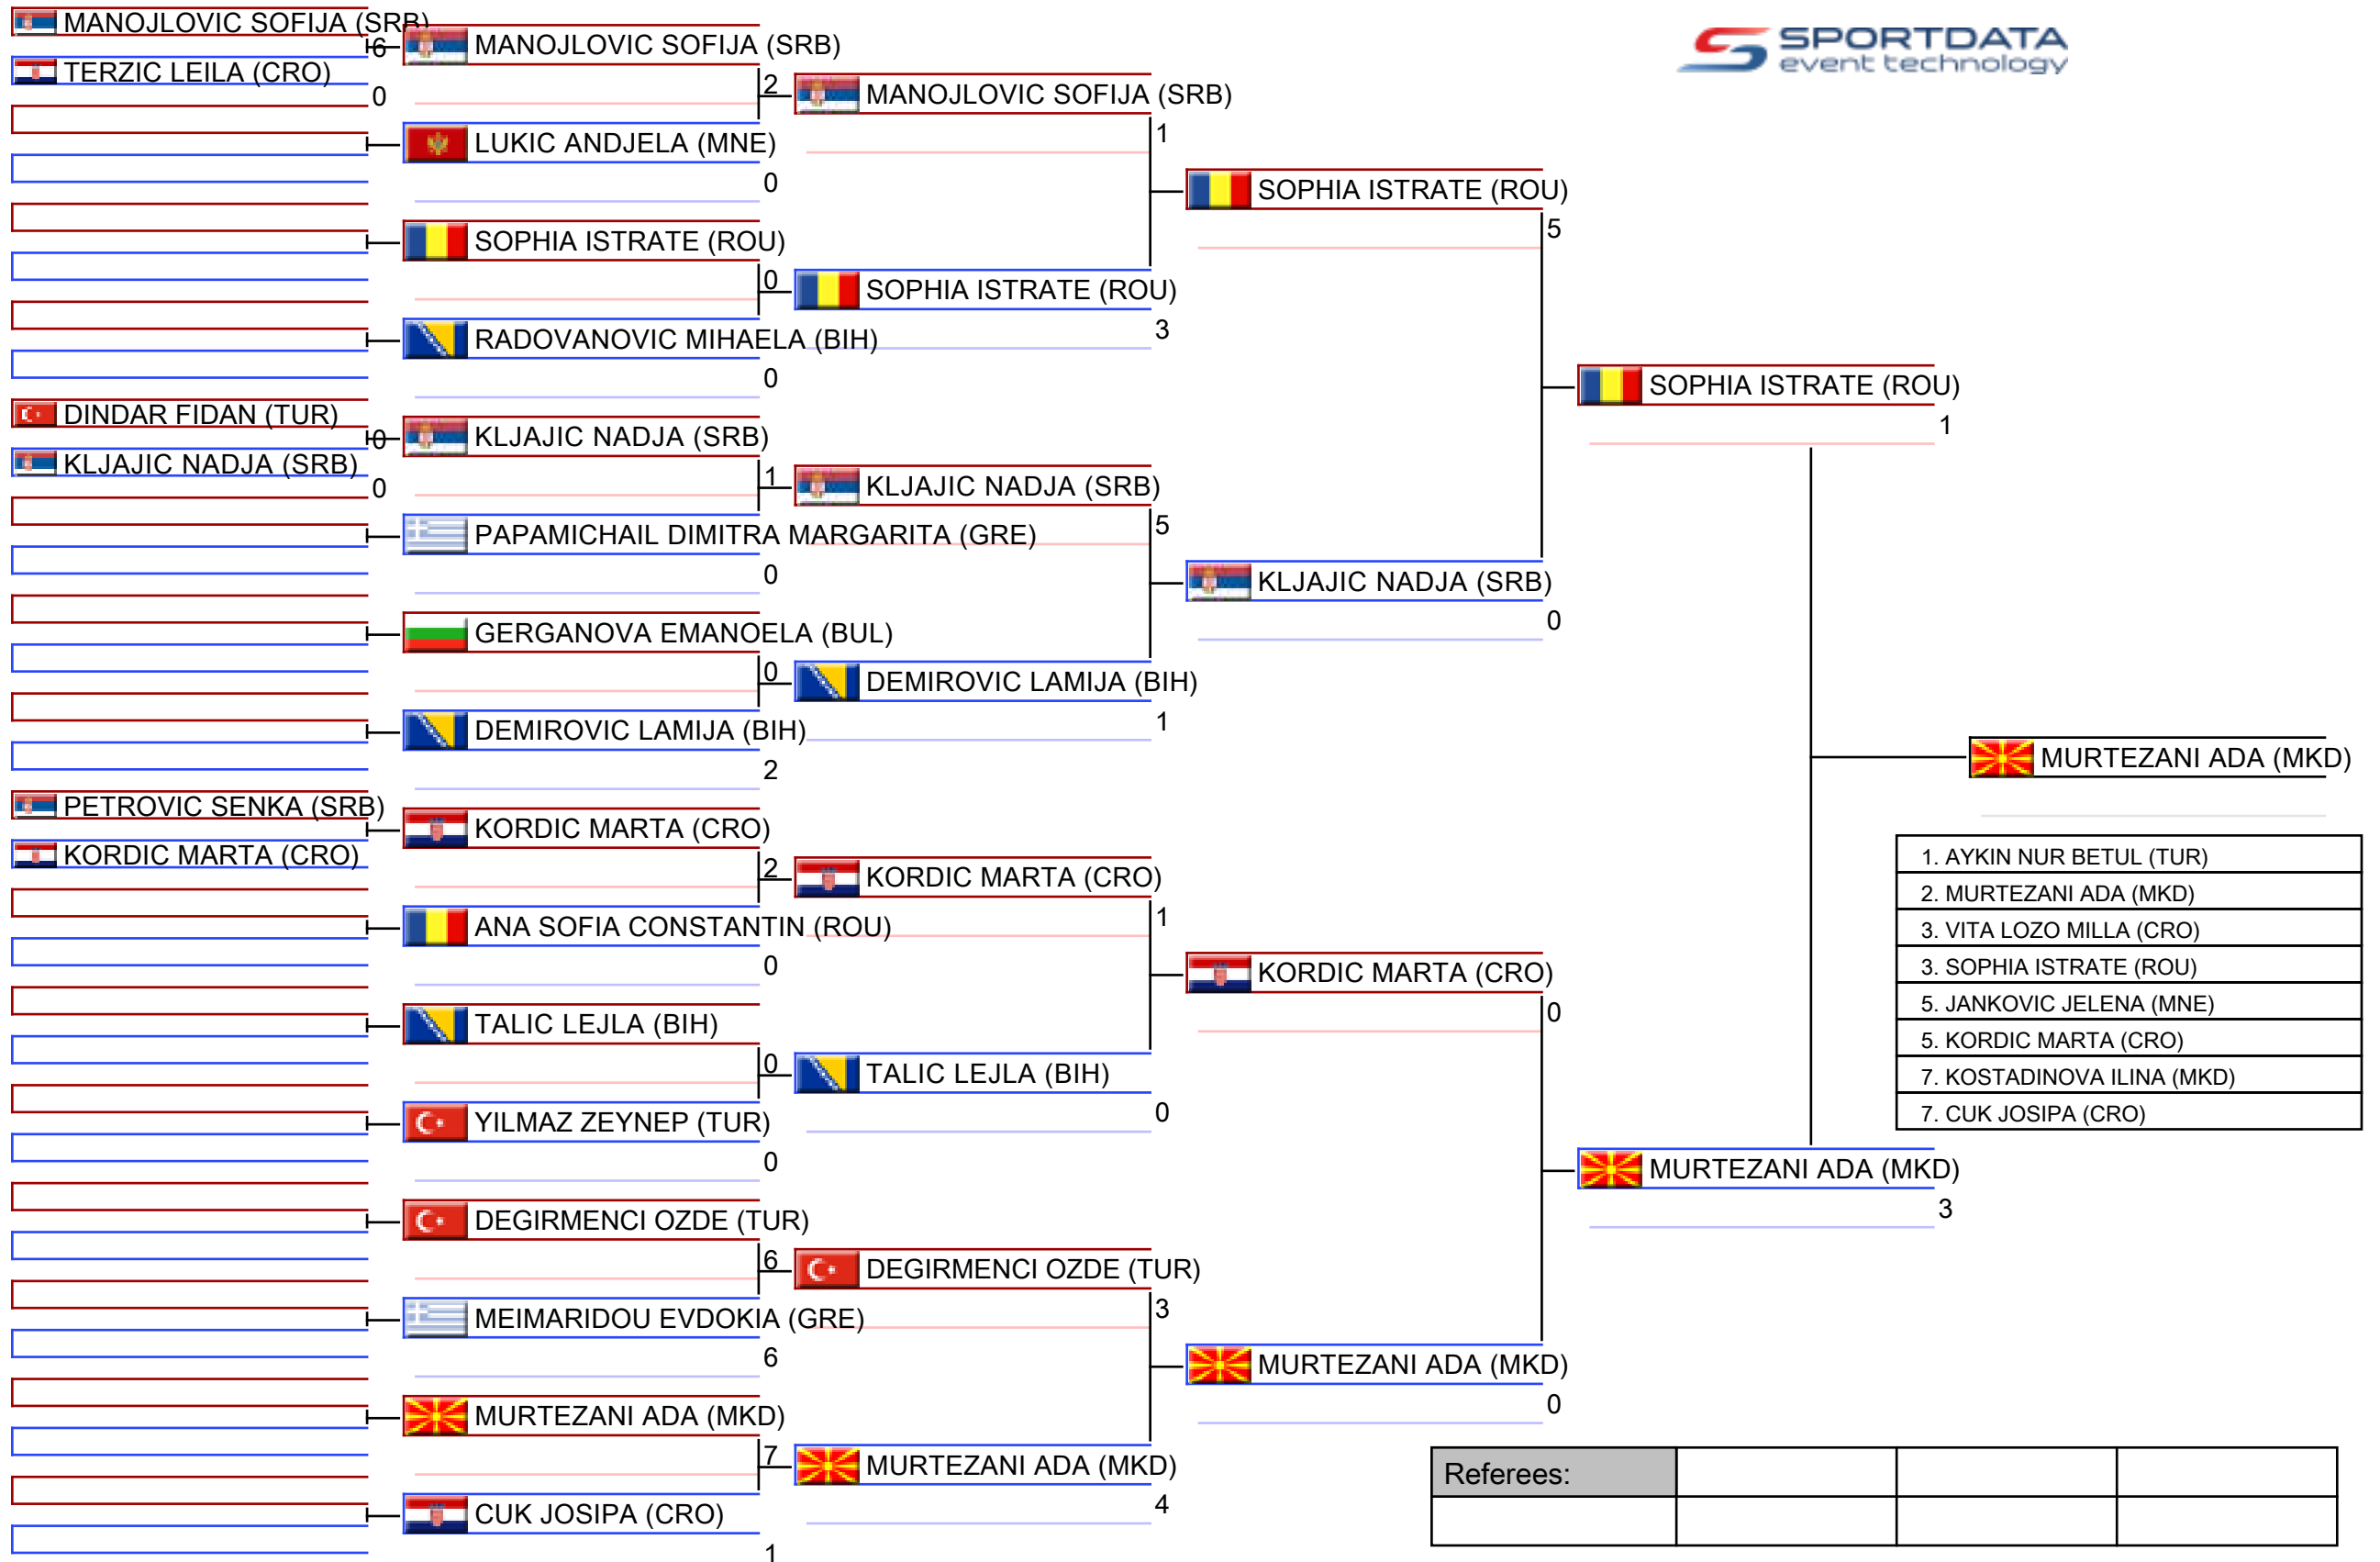 MANOJLOVIC SOFIJA (SRB)
6
TERZIC LEILA (CRO)
0
DINDAR FIDAN (TUR)
0
KLJAJIC NADJA (SRB)
0
PETROVIC SENKA (SRB)
KORDIC MARTA (CRO)
MANOJLOVIC SOFIJA (SRB)
2
LUKIC ANDJELA (MNE)
0
SOPHIA ISTRATE (ROU)
0
RADOVANOVIC MIHAELA (BIH)
0
KLJAJIC NADJA (SRB)
1
PAPAMICHAIL DIMITRA MARGARITA (GRE)
0
GERGANOVA EMANOELA (BUL)
0
DEMIROVIC LAMIJA (BIH)
2
KORDIC MARTA (CRO)
2
ANA SOFIA CONSTANTIN (ROU)
0
TALIC LEJLA (BIH)
0
YILMAZ ZEYNEP (TUR)
0
DEGIRMENCI OZDE (TUR)
6
MEIMARIDOU EVDOKIA (GRE)
6
MURTEZANI ADA (MKD)
7
CUK JOSIPA (CRO)
1
MANOJLOVIC SOFIJA (SRB)
1
SOPHIA ISTRATE (ROU)
3
KLJAJIC NADJA (SRB)
5
DEMIROVIC LAMIJA (BIH)
1
KORDIC MARTA (CRO)
1
TALIC LEJLA (BIH)
0
DEGIRMENCI OZDE (TUR)
3
MURTEZANI ADA (MKD)
4
SOPHIA ISTRATE (ROU)
5
KLJAJIC NADJA (SRB)
0
KORDIC MARTA (CRO)
0
MURTEZANI ADA (MKD)
0
SOPHIA ISTRATE (ROU)
1
MURTEZANI ADA (MKD)
3
SPORTDATA
event technology
MURTEZANI ADA (MKD)
1. AYKIN NUR BETUL (TUR)
2. MURTEZANI ADA (MKD)
3. VITA LOZO MILLA (CRO)
3. SOPHIA ISTRATE (ROU)
5. JANKOVIC JELENA (MNE)
5. KORDIC MARTA (CRO)
7. KOSTADINOVA ILINA (MKD)
7. CUK JOSIPA (CRO)
Referees: